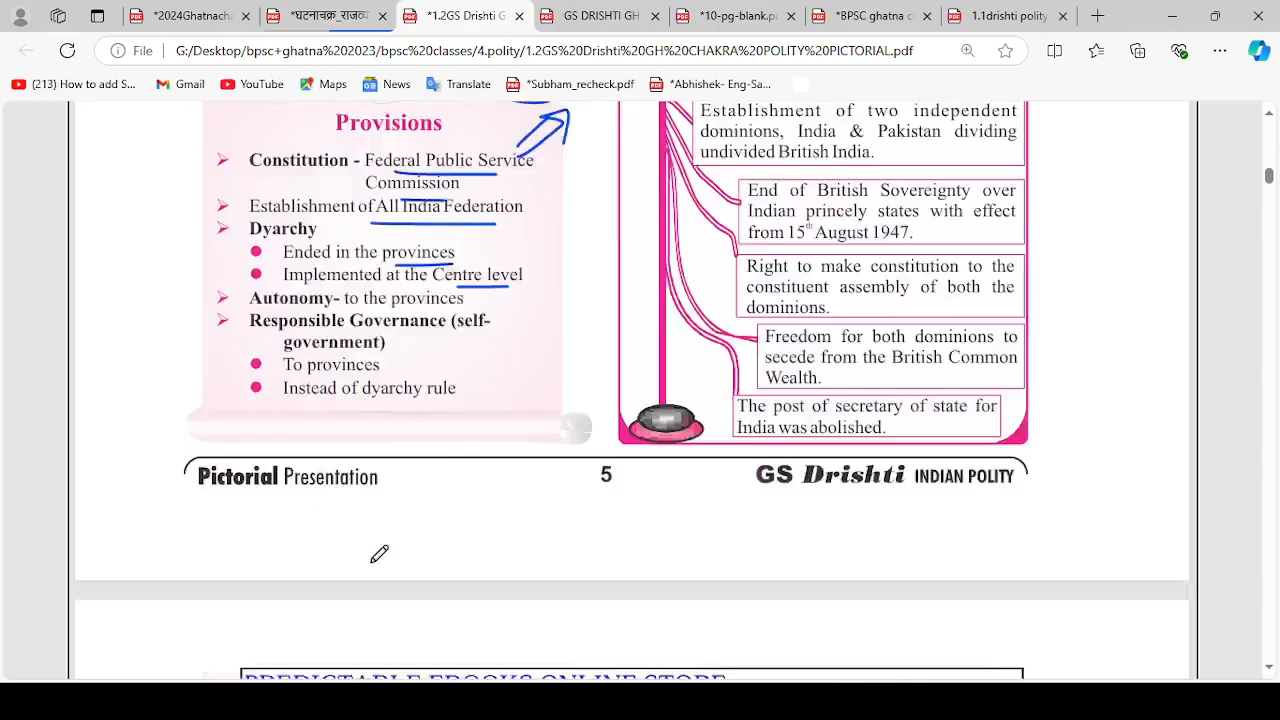 *2024Ghatnacha
*घटनाचक्र_राजव्य
*1.2GS Drishti G
GS DRISHTI GH
*10-pg-blank.po
*BPSC ghatna c
1.1drishti polity
File
G:/Desktop/bpsc+ghatna%202023/bpsc%20classes/4.polity/1.2GS%20Drishti%20GH%20CHAKRA%20POLITY%20PICTORIAL.pdf
(213) How to add S...
Gmail
YouTube
Maps
News
Translate
*Subham_recheck.pdf
*Abhishek- Eng-Sa...
Provisions
Constitution - Federal Public Service
Commission
Establishment of All India Federation
Dyarchy
Ended in the provinces
Implemented at the Centre level
Autonomy- to the provinces
Responsible Governance (self-
government)
To provinces
Instead of dyarchy rule
Establishment of two independent
dominions, India & Pakistan dividing
undivided British India.
End of British Sovereignty over
Indian princely states with effect
from 15th August 1947.
Right to make constitution to the
constituent assembly of both the
dominions.
Freedom for both dominions to
secede from the British Common
Wealth.
The post of secretary of state for
India was abolished.
Pictorial Presentation
5
GS Drishti INDIAN POLITY
PREDICTABLE EBOOKS ONLINE STORE